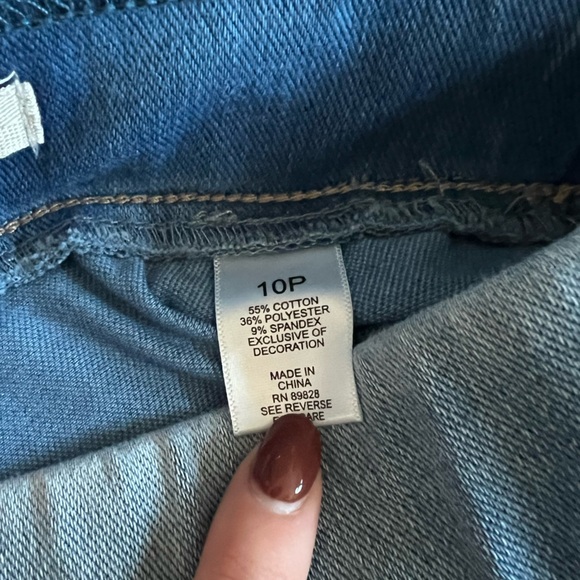 10P
55% COTTON
36% POLYESTER
9% SPANDEX
EXCLUSIVE OF
DECORATION
MADE IN
CHINA
RN 89828
SEE REVERSE